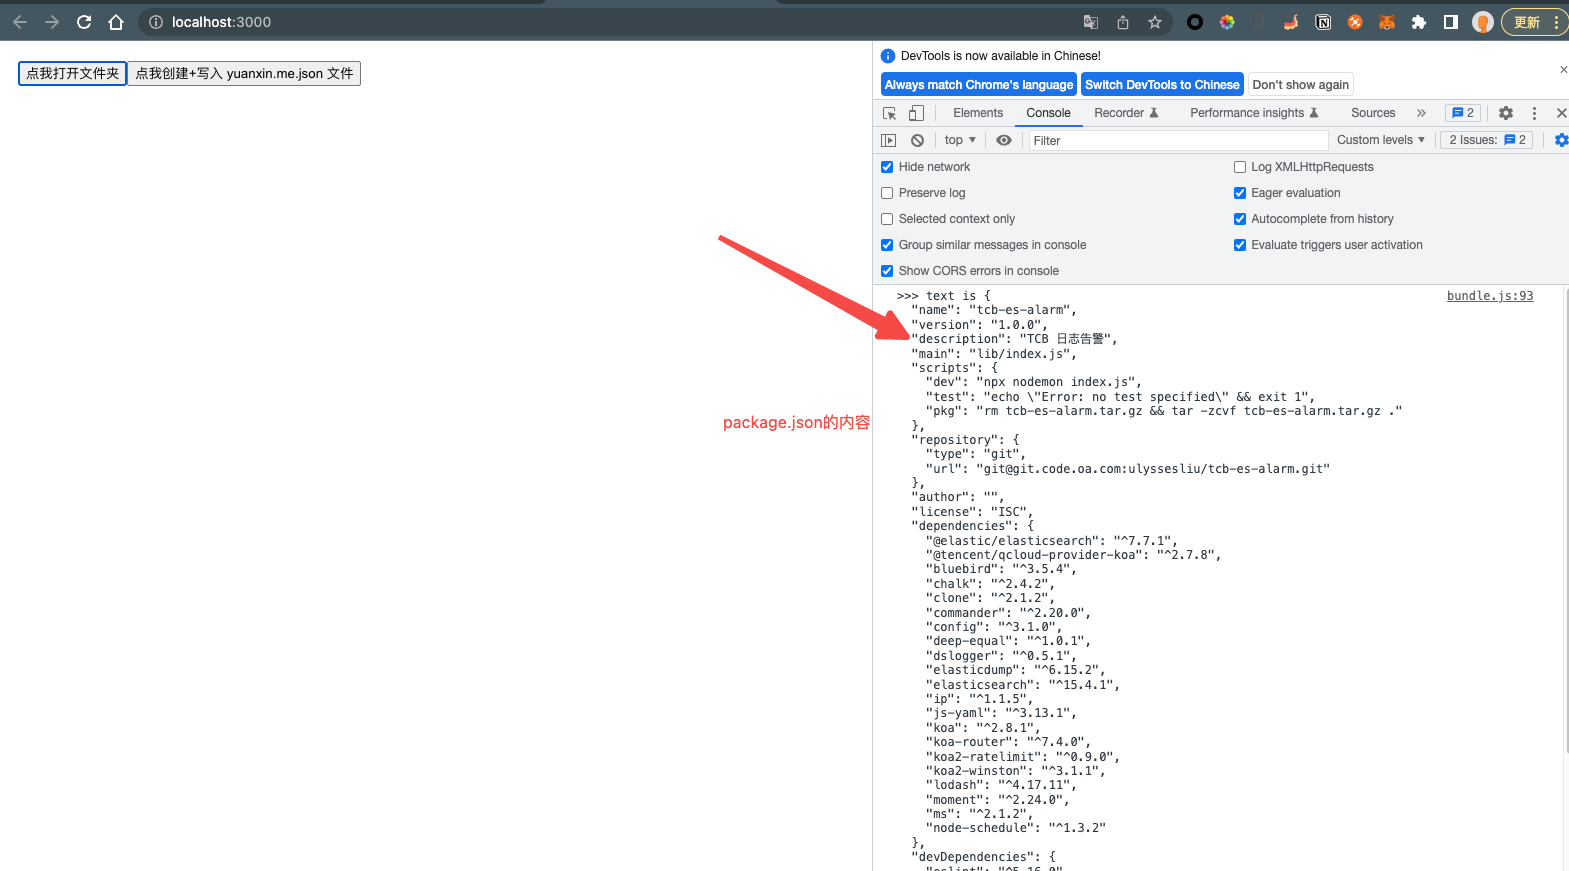 localhost:3000
更新
点我打开文件夹
点我创建+写入 yuanxin.me.json 文件
DevTools is now available in Chinese!
Always match Chrome's language
Switch DevTools to Chinese
Don't show again
Elements
Console
Recorder
Performance insights
Sources
»
2
top
Filter
Custom levels
2 Issues:
2
Hide network
Log XMLHttpRequests
Preserve log
Eager evaluation
Selected context only
Autocomplete from history
Group similar messages in console
Evaluate triggers user activation
Show CORS errors in console
package.json的内容
>>> text is {
bundle.js:93
"name": "tcb-es-alarm",
"version": "1.0.0",
"description": "TCB 日志告警",
"main": "lib/index.js",
"scripts": {
"dev": "npx nodemon index.js",
"test": "echo \"Error: no test specified\" && exit 1",
"pkg": "rm tcb-es-alarm.tar.gz && tar -zcvf tcb-es-alarm.tar.gz ."
},
"repository": {
"type": "git",
"url": "git@git.code.oa.com:ulyssesliu/tcb-es-alarm.git"
},
"author": "",
"license": "ISC",
"dependencies": {
"@elastic/elasticsearch": "^7.7.1",
"@tencent/qcloud-provider-koa": "^2.7.8",
"bluebird": "^3.5.4",
"chalk": "^2.4.2",
"clone": "^2.1.2",
"commander": "^2.20.0",
"config": "^3.1.0",
"deep-equal": "^1.0.1",
"dslogger": "^0.5.1",
"elasticdump": "^6.15.2",
"elasticsearch": "^15.4.1",
"ip": "^1.1.5",
"js-yaml": "^3.13.1",
"koa": "^2.8.1",
"koa-router": "^7.4.0",
"koa2-ratelimit": "^0.9.0",
"koa2-winston": "^3.1.1",
"lodash": "^4.17.11",
"moment": "^2.24.0",
"ms": "^2.1.2",
"node-schedule": "^1.3.2"
},
"devDependencies": {
"eslint": "^5.16.0"